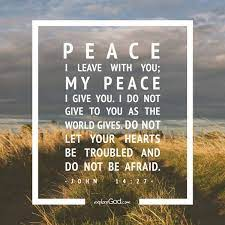 PEACE
I LEAVE WITH YOU;
MY PEACE
I GIVE YOU. I DO NOT
GIVE TO YOU AS THE
WORLD GIVES. DO NOT
LET YOUR HEARTS
BE TROUBLED AND
DO NOT BE AFRAID.
- JOHN 14:27 -
exploreGod.com